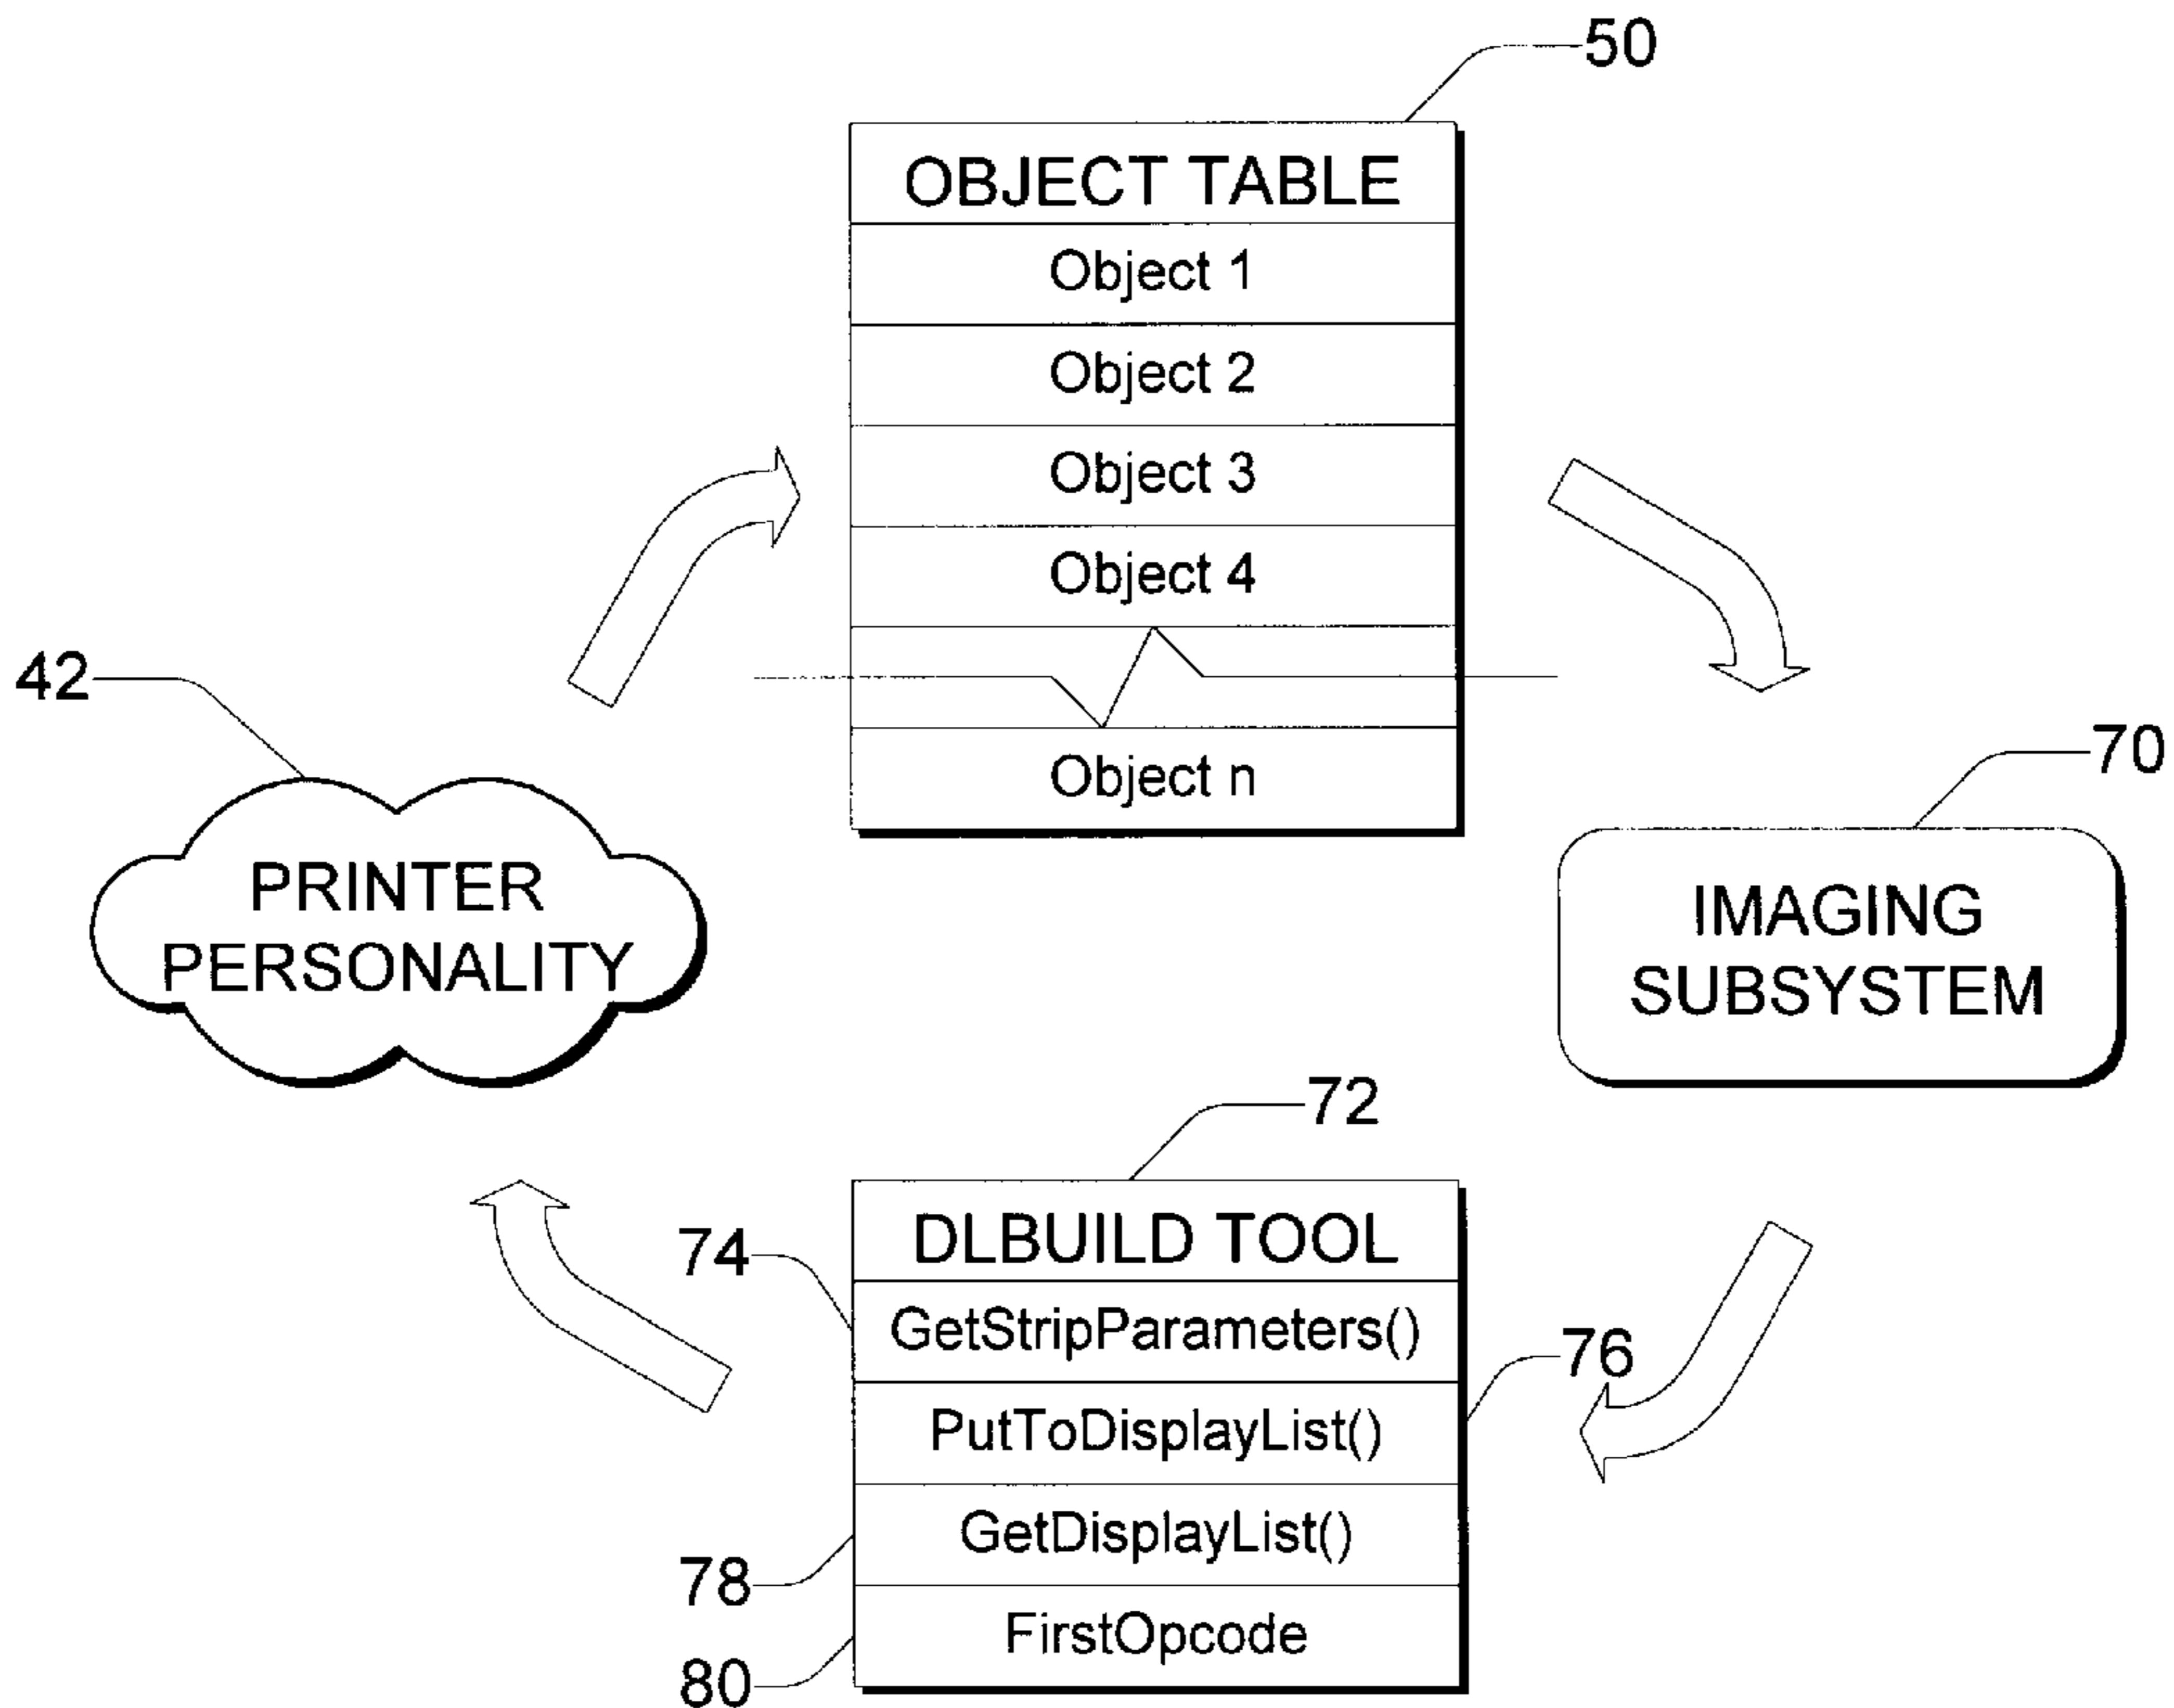 50
OBJECT TABLE
Object 1
Object 2
Object 3
Object 4
Object n
42
PRINTER
PERSONALITY
70
IMAGING
SUBSYSTEM
72
DLBUILD TOOL
74
GetStripParameters()
76
PutToDisplayList()
GetDisplayList()
78
FirstOpcode
80